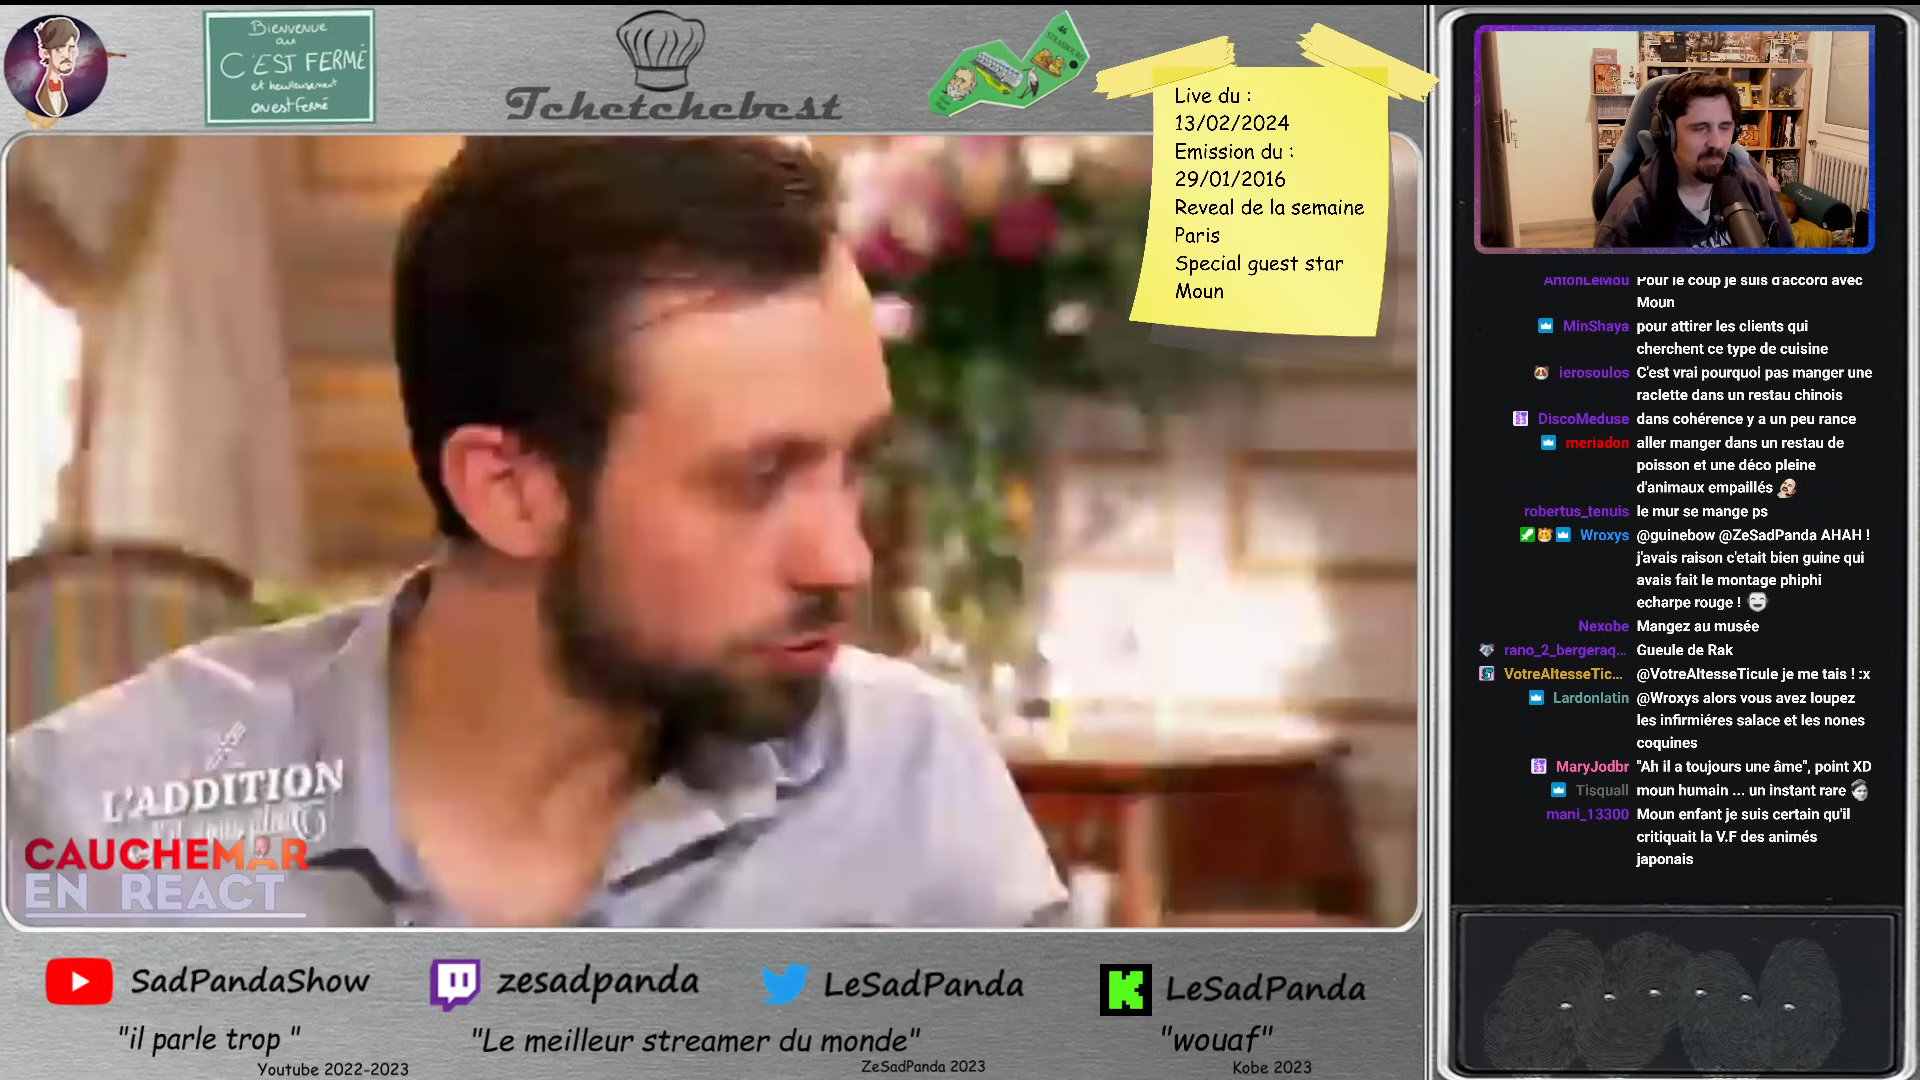 Bienvenue
au
C'EST FERMÉ
et heureusement
on est fermé
Tchetchebest
46
STRASBOURG
Live du :
13/02/2024
Emission du :
29/01/2016
Reveal de la semaine
Paris
Special guest star
Moun
L'ADDITION
CAUCHEMAR
EN REACT
SadPandaShow
zesadpanda
LeSadPanda
LeSadPanda
"il parle trop "
Youtube 2022-2023
"Le meilleur streamer du monde"
ZeSadPanda 2023
"wouaf"
Kobe 2023
AntonLeMou Pour le coup je suis d'accord avec
Moun
MinShaya pour attirer les clients qui
cherchent ce type de cuisine
ierosoulos C'est vrai pourquoi pas manger une
raclette dans un restau chinois
DiscoMeduse dans cohérence y a un peu rance
meriadon aller manger dans un restau de
poisson et une déco pleine
d'animaux empaillés
robertus_tenuis le mur se mange ps
Wroxys @guinebow @ZeSadPanda AHAH !
j'avais raison c'etait bien guine qui
avais fait le montage phiphi
echarpe rouge !
Nexobe Mangez au musée
rano_2_bergeraq... Gueule de Rak
VotreAltesseTic... @VotreAltesseTicule je me tais ! :x
Lardonlatin @Wroxys alors vous avez loupez
les infirmiéres salace et les nones
coquines
MaryJodbr "Ah il a toujours une âme", point XD
Tisquall moun humain ... un instant rare
mani_13300 Moun enfant je suis certain qu'il
critiquait la V.F des animés
japonais